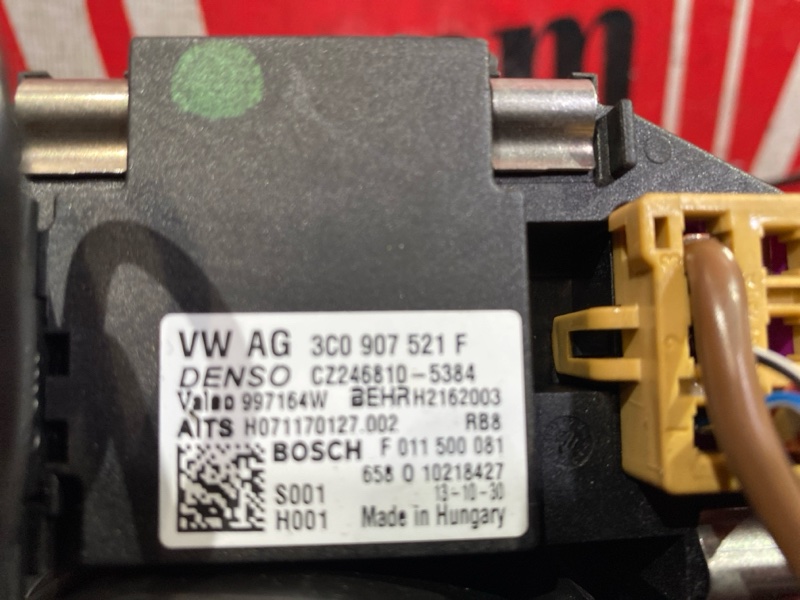 om
VW AG 3C0 907 521 F
DENSO CZ246810-5384
Valeo 997164W BEHR H2162003
AITS H071170127.002 RB8
BOSCH F 011 500 081
658 0 10218427
S001 13-10-30
H001 Made in Hungary